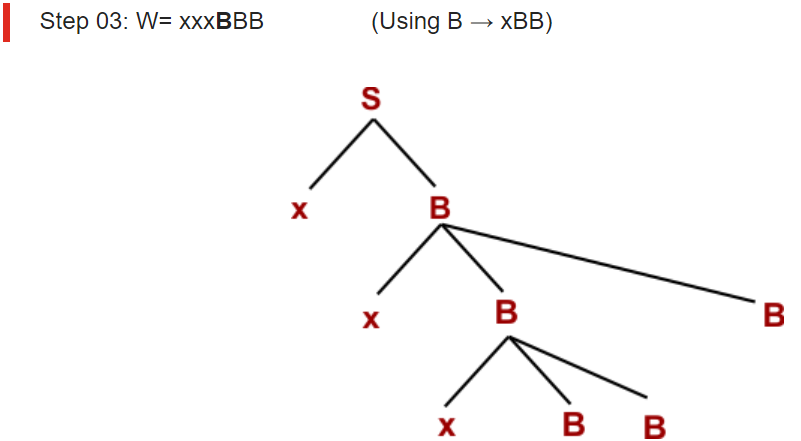 Step 03: W= xxxBBB (Using B → xBB)
S
x B
x B B
x B B